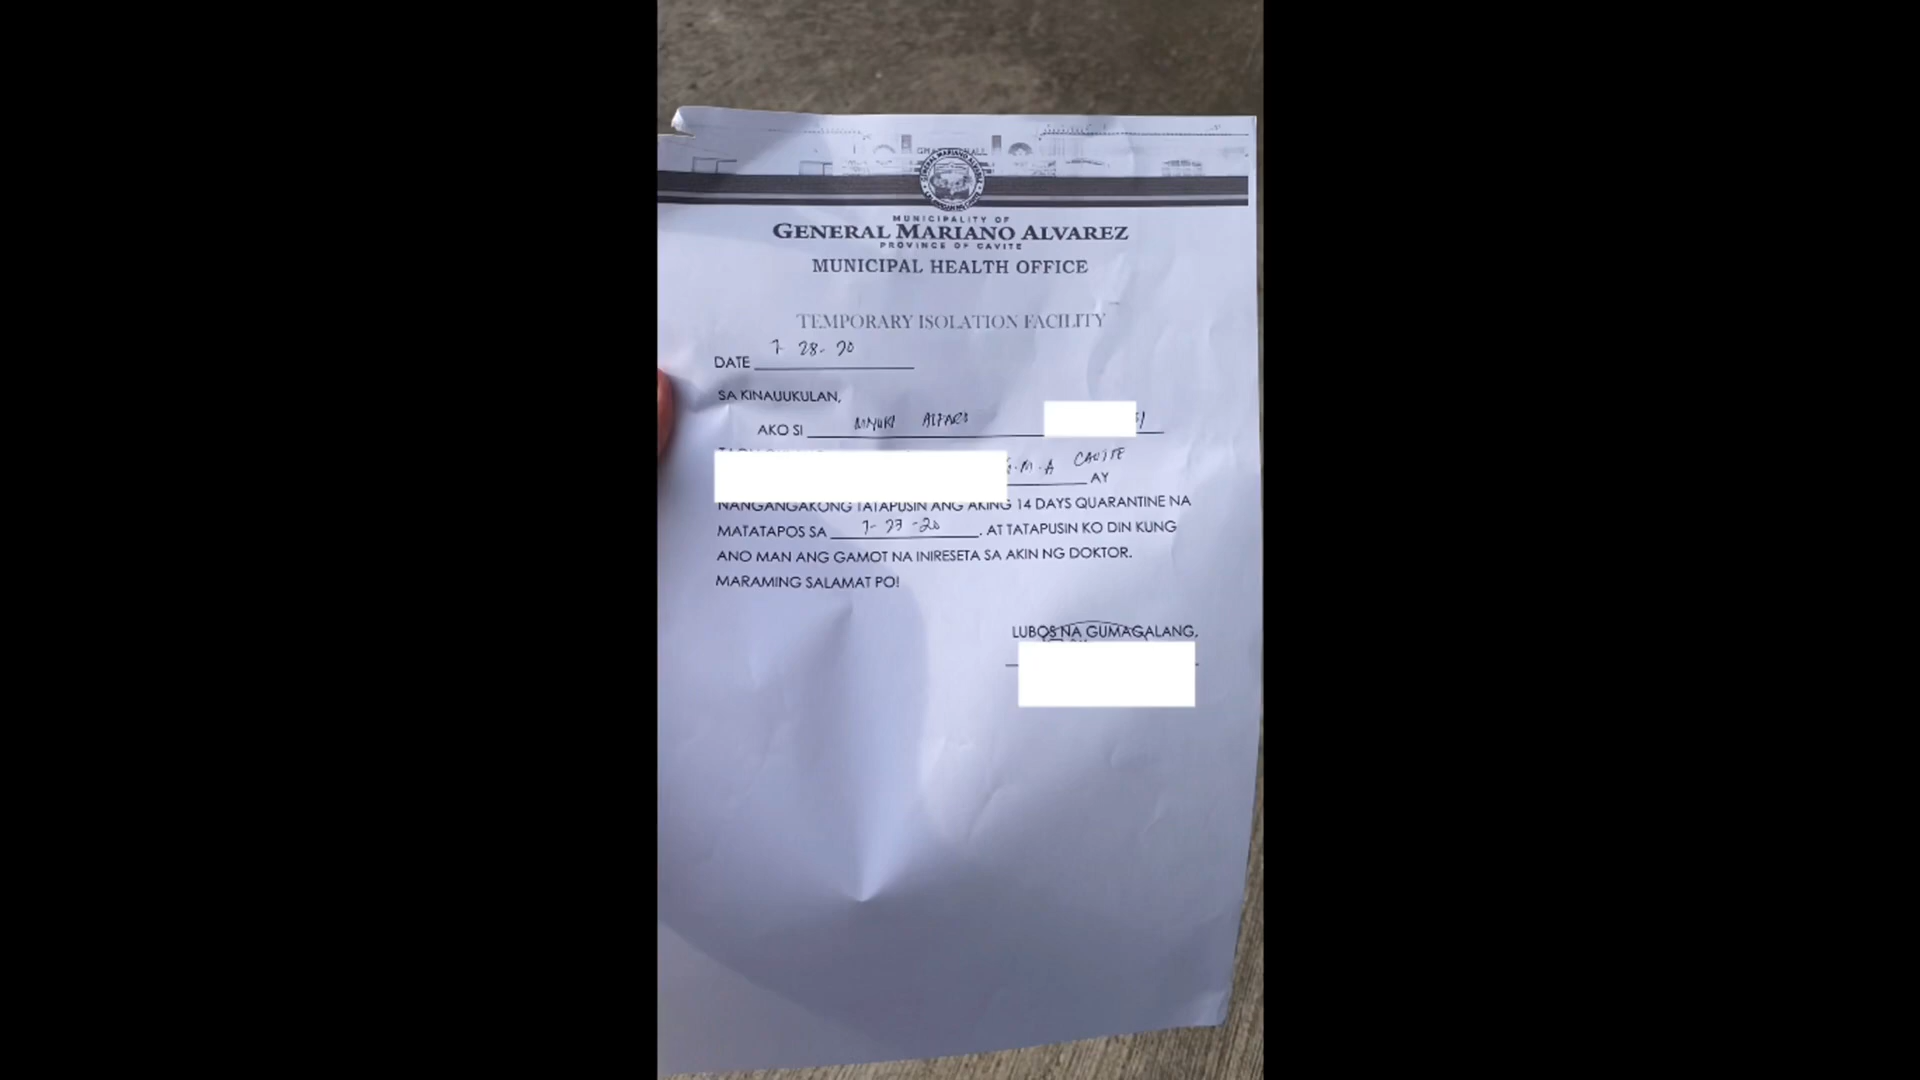 MUNICIPALITY OF
GENERAL MARIANO ALVAREZ
PROVINCE OF CAVITE
MUNICIPAL HEALTH OFFICE
TEMPORARY ISOLATION FACILITY
DATE 7-28-20
SA KINAUUKULAN,
AKO SI ALFARO
G.M.A CAVITE AY
NANGANGAKONG TATAPUSIN ANG AKING 14 DAYS QUARANTINE NA
MATATAPOS SA 7-27-20. AT TATAPUSIN KO DIN KUNG
ANO MAN ANG GAMOT NA INIRESETA SA AKIN NG DOKTOR.
MARAMING SALAMAT PO!
LUBOS NA GUMAGALANG,